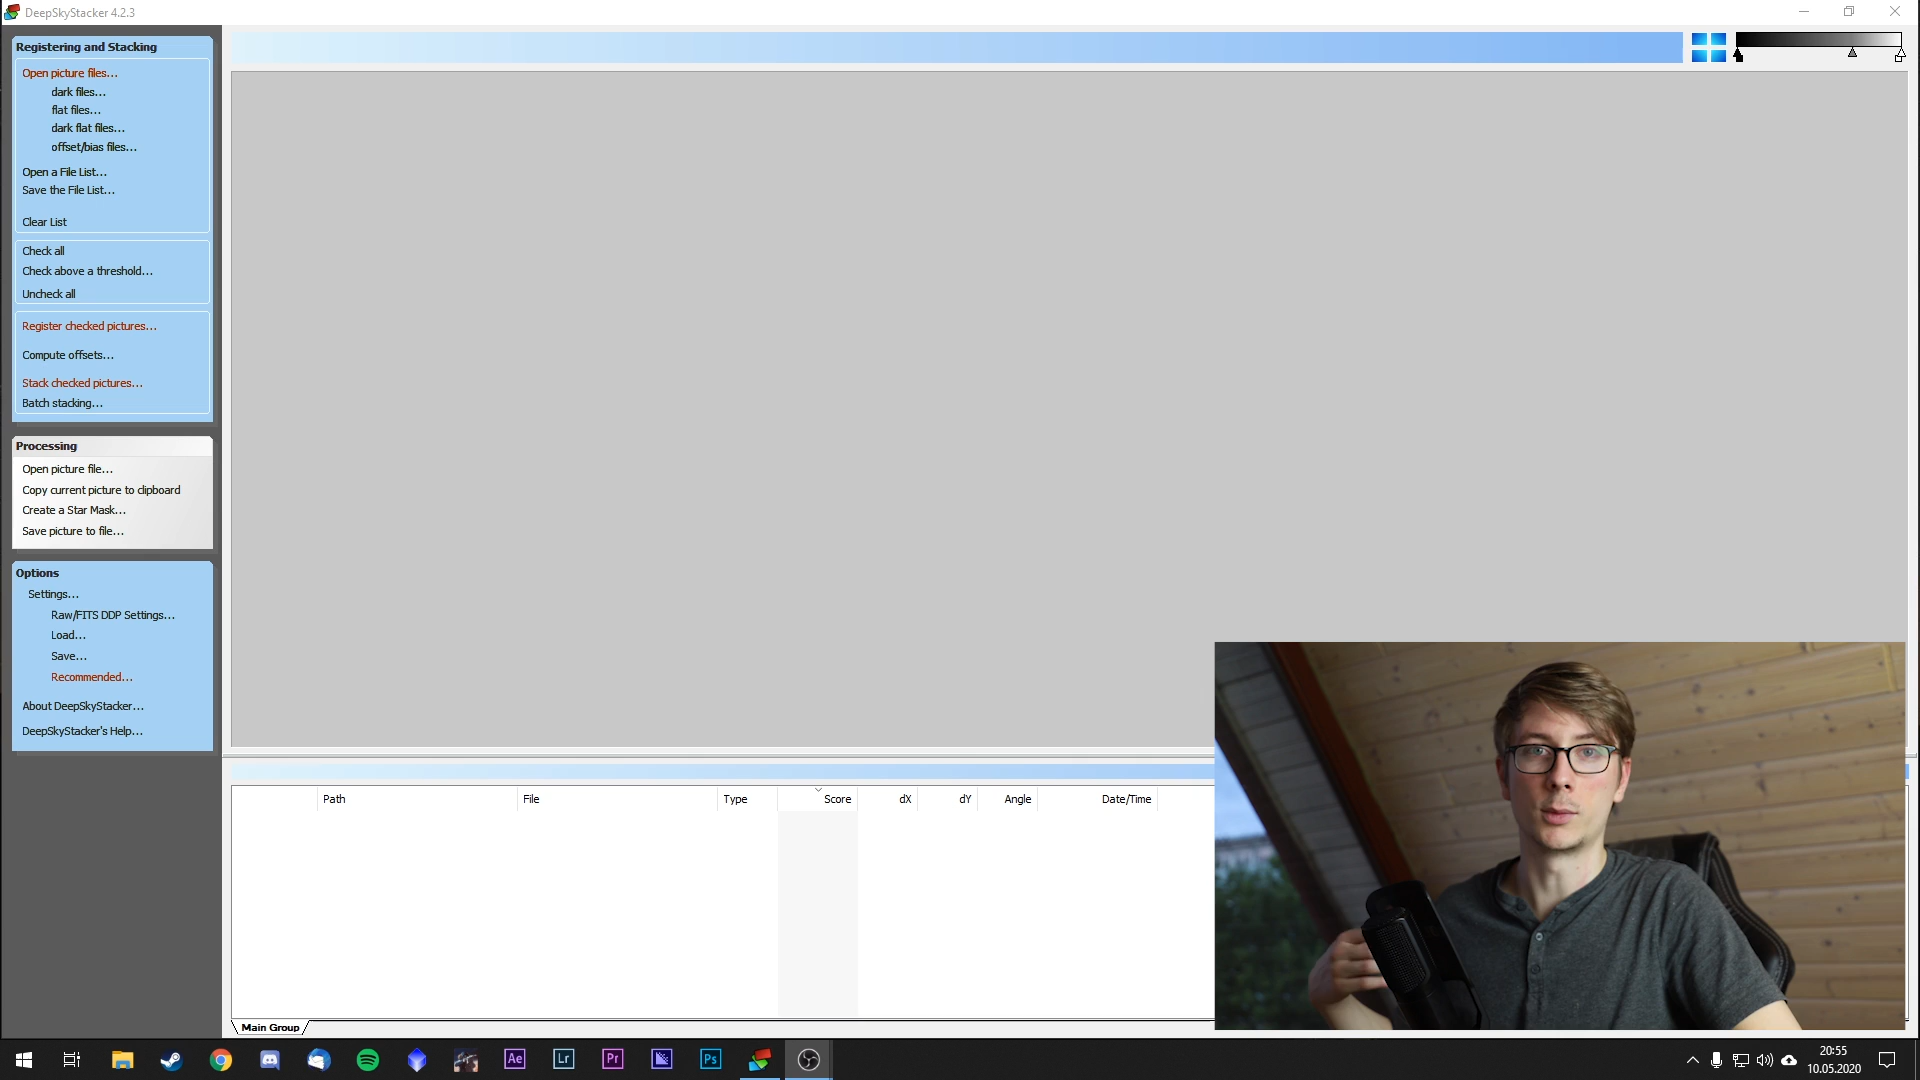 DeepSkyStacker 4.2.3
Registering and Stacking
Open picture files...
dark files...
flat files...
dark flat files...
offset/bias files...
Open a File List...
Save the File List...
Clear List
Check all
Check above a threshold...
Uncheck all
Register checked pictures...
Compute offsets...
Stack checked pictures...
Batch stacking...
Processing
Open picture file...
Copy current picture to clipboard
Create a Star Mask...
Save picture to file...
Options
Settings...
Raw/FITS DDP Settings...
Load...
Save...
Recommended...
About DeepSkyStacker...
DeepSkyStacker's Help...
Path File Type Score dX dY Angle Date/Time
Main Group
Ae Lr Pr Ps
20:55
10.05.2020